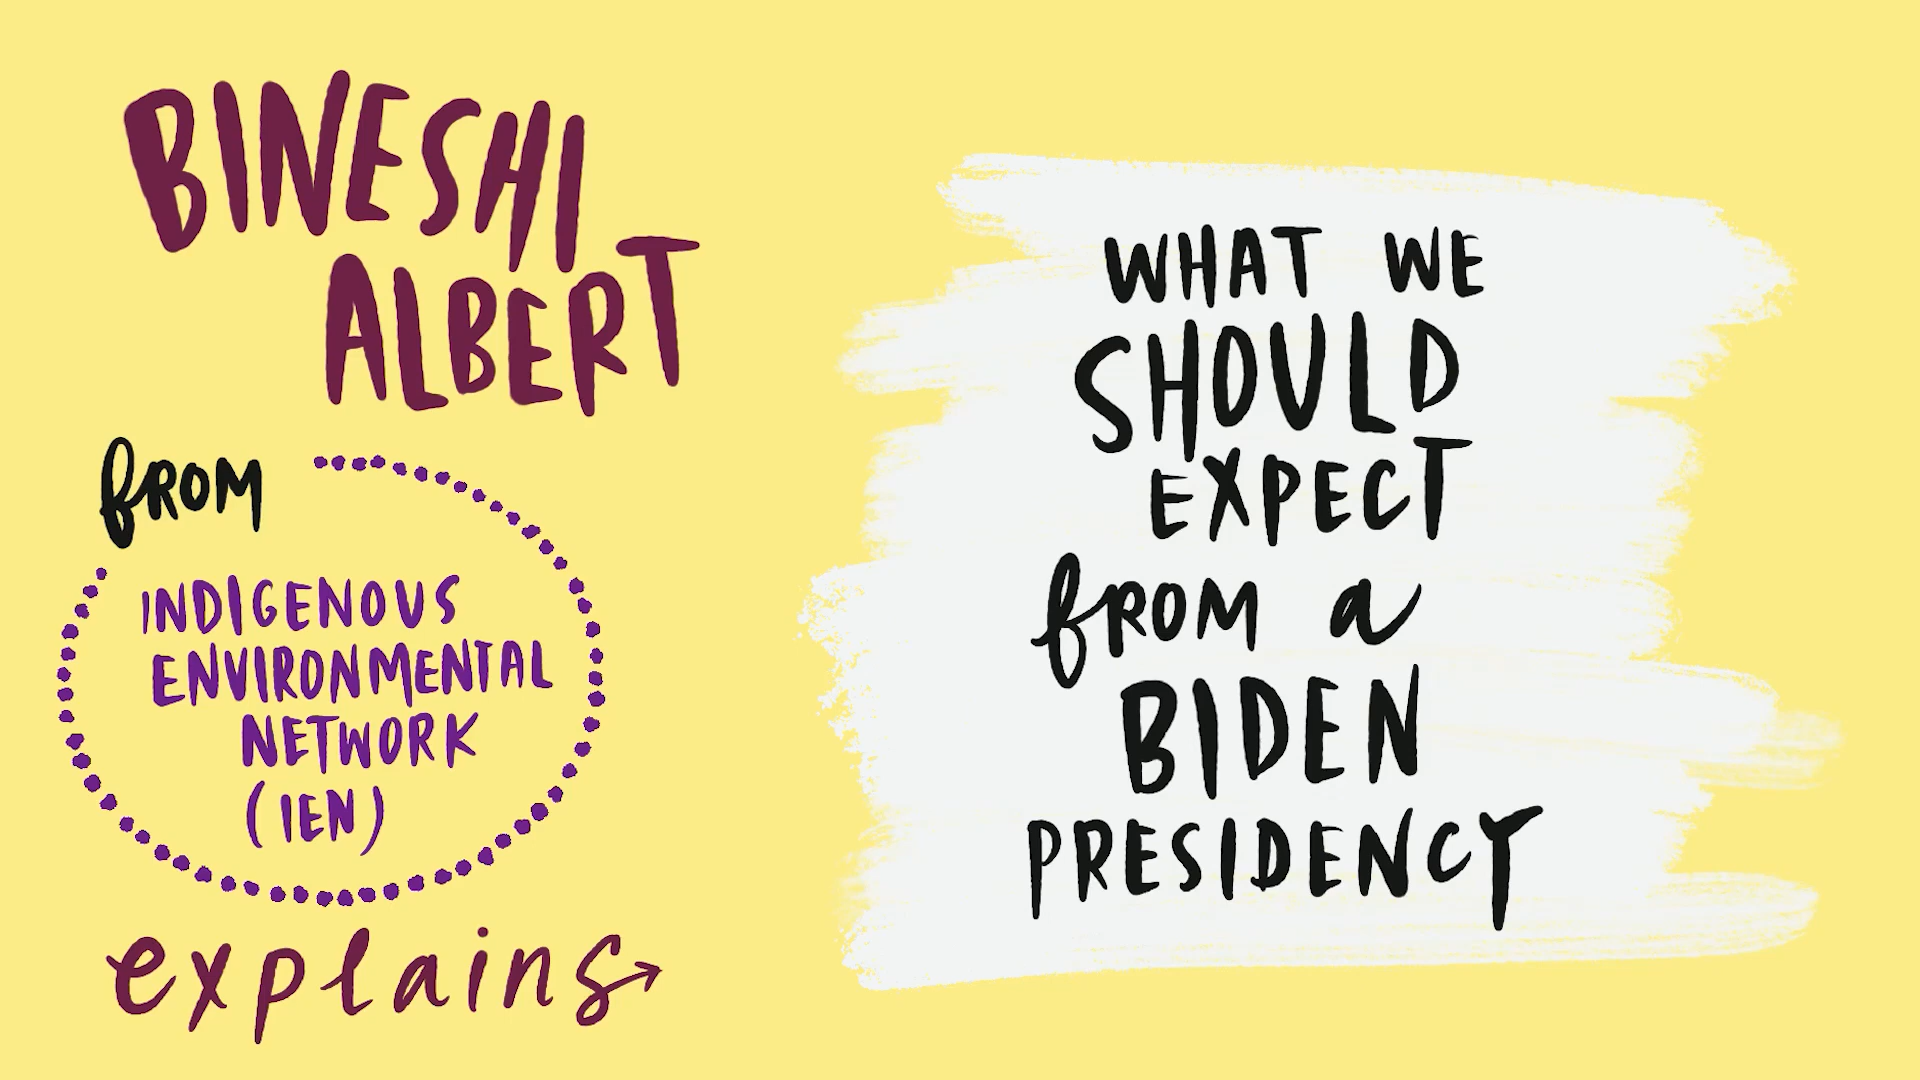 BINESHI
ALBERT
from
INDIGENOUS
ENVIRONMENTAL
NETWORK
(IEN)
explains
WHAT WE
SHOULD
EXPECT
from a
BIDEN
PRESIDENCY